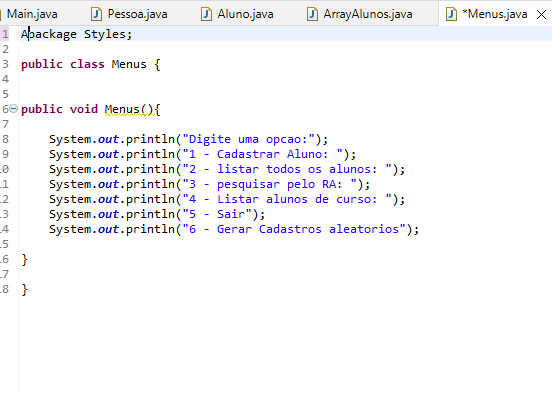 Main.java Pessoa.java Aluno.java ArrayAlunos.java *Menus.java
1 Apackage Styles;
2
3 public class Menus {
4
5
6 public void Menus(){
7
8 System.out.println("Digite uma opcao:");
9 System.out.println("1 - Cadastrar Aluno: ");
10 System.out.println("2 - listar todos os alunos: ");
11 System.out.println("3 - pesquisar pelo RA: ");
12 System.out.println("4 - Listar alunos de curso: ");
13 System.out.println("5 - Sair");
14 System.out.println("6 - Gerar Cadastros aleatorios");
15
16 }
17
18 }